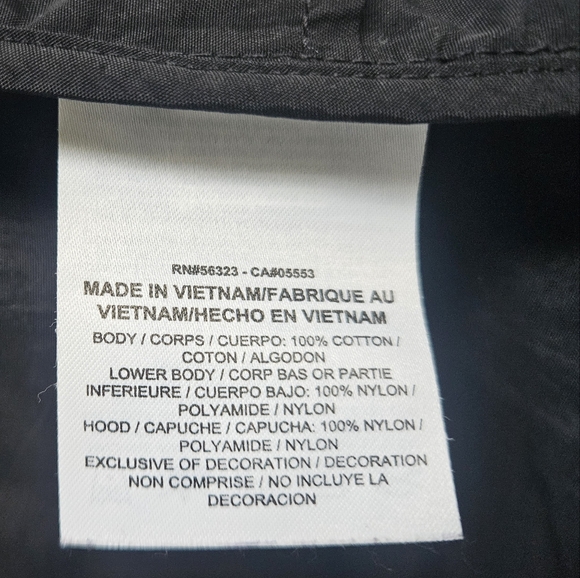 RN#56323 - CA#05553
MADE IN VIETNAM/FABRIQUE AU
VIETNAM/HECHO EN VIETNAM
BODY / CORPS / CUERPO: 100% COTTON /
COTON / ALGODON
LOWER BODY / CORP BAS OR PARTIE
INFERIEURE / CUERPO BAJO: 100% NYLON /
POLYAMIDE / NYLON
HOOD / CAPUCHE / CAPUCHA: 100% NYLON /
POLYAMIDE / NYLON
EXCLUSIVE OF DECORATION / DECORATION
NON COMPRISE / NO INCLUYE LA
DECORACION